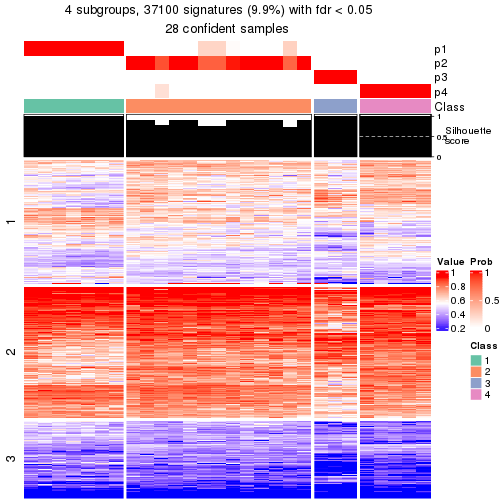 4 subgroups, 37100 signatures (9.9%) with fdr < 0.05
28 confident samples
p1
p2
p3
p4
Class
1
0.5
0
Silhouette
score
1
2
3
Value
1
0.8
0.6
0.4
0.2
Prob
1
0.5
0
Class
1
2
3
4